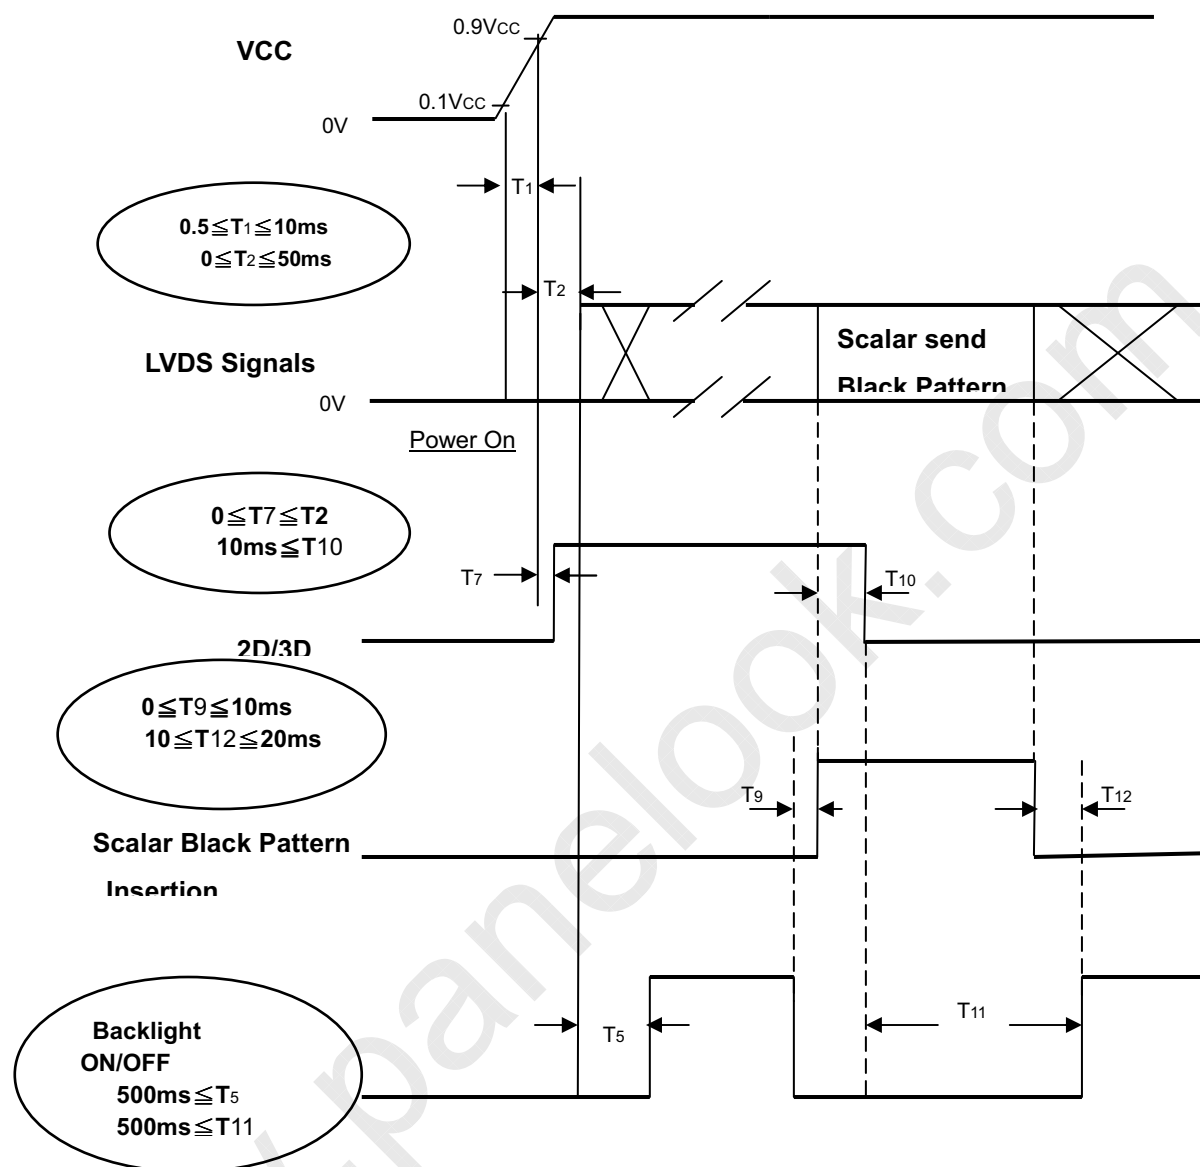 0.9Vcc
VCC
0.1Vcc
0V
T1
0.5≦T1≦10ms
0≦T2≦50ms
T2
Scalar send
Black Pattern
LVDS Signals
0V
Power On
0≦T7≦T2
10ms≦T10
T7
T10
2D/3D
0≦T9≦10ms
10≦T12≦20ms
T9
T12
Scalar Black Pattern
Insertion
T11
T5
Backlight
ON/OFF
500ms≦T5
500ms≦T11
panelook.com